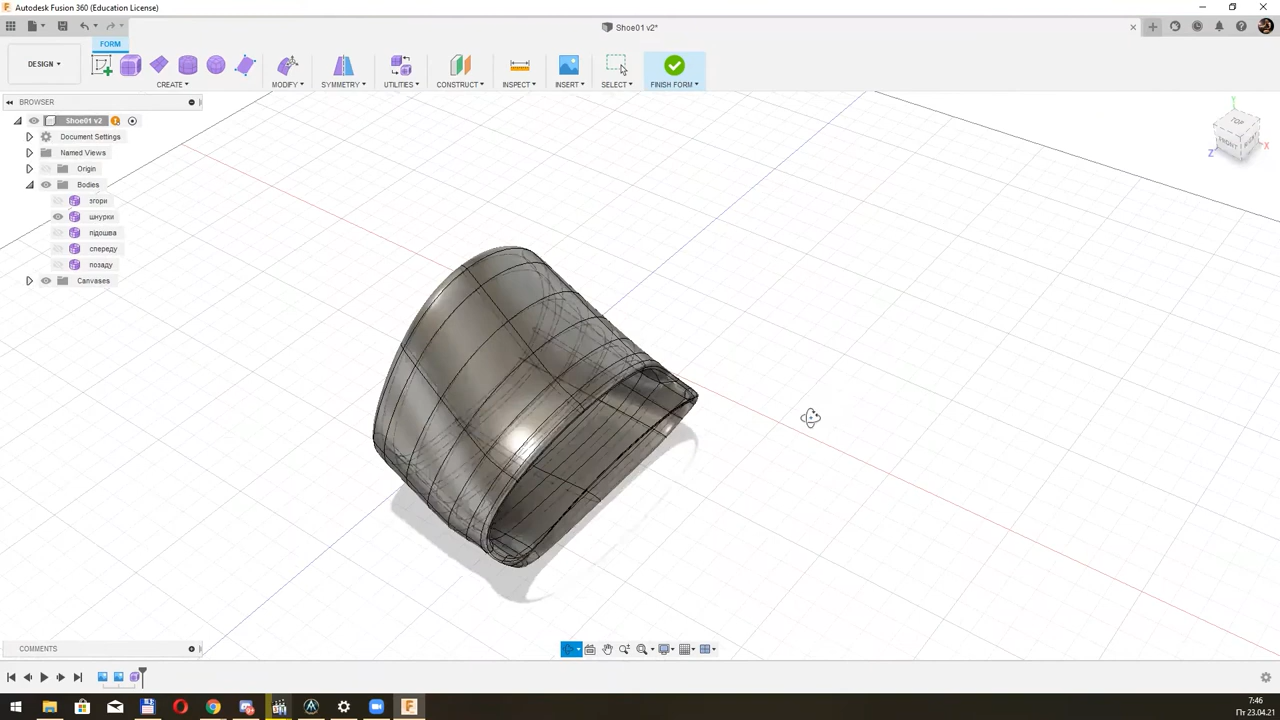 Autodesk Fusion 360 (Education License)
Shoe01 v2*
FORM
DESIGN
CREATE
MODIFY
SYMMETRY
UTILITIES
CONSTRUCT
INSPECT
INSERT
SELECT
FINISH FORM
BROWSER
Shoe01 v2
Document Settings
Named Views
Origin
Bodies
згори
шнурки
підошва
спереду
позаду
Canvases
Y
TOP
FRONT
X
Z
COMMENTS
7:46
Пт 23.04.21